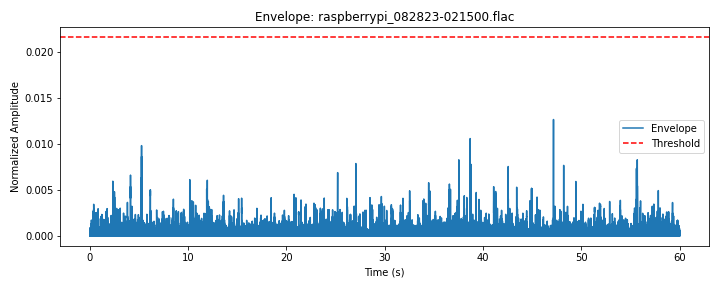 Envelope: raspberrypi_082823-021500.flac
0.020
0.015
0.010
0.005
0.000
Normalized Amplitude
Envelope
Threshold
0 10 20 30 40 50 60
Time (s)